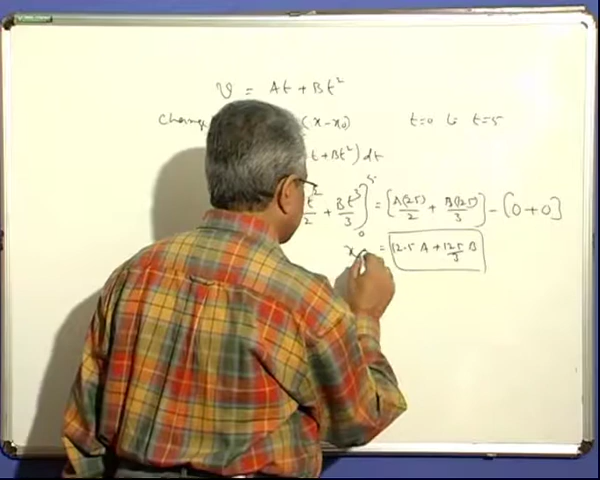 v = At + Bt²
Change (x-x₀) t=0 to t=5
t + Bt²) dt
t²/2 + Bt³/3]₀⁵ = [A(25)/2 + B(125)/3] - [0+0]
x = 12.5 A + 125/3 B